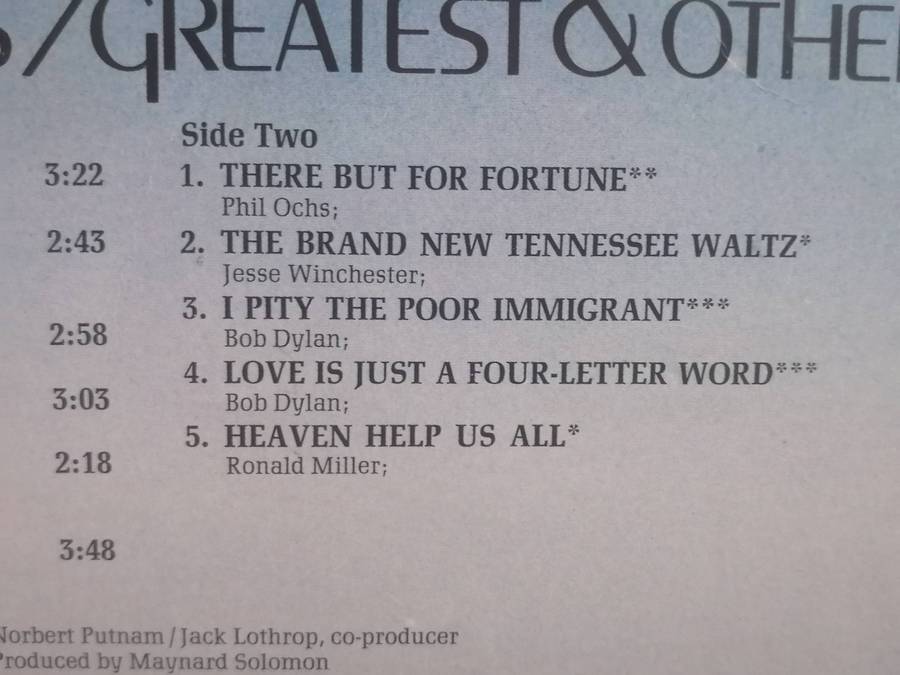 /GREATEST & OTHE
Side Two
3:22
1. THERE BUT FOR FORTUNE**
Phil Ochs;
2:43
2. THE BRAND NEW TENNESSEE WALTZ*
Jesse Winchester;
3. I PITY THE POOR IMMIGRANT***
2:58
Bob Dylan;
4. LOVE IS JUST A FOUR-LETTER WORD***
3:03
Bob Dylan;
5. HEAVEN HELP US ALL*
2:18
Ronald Miller;
3:48
Norbert Putnam/Jack Lothrop, co-producer
Produced by Maynard Solomon